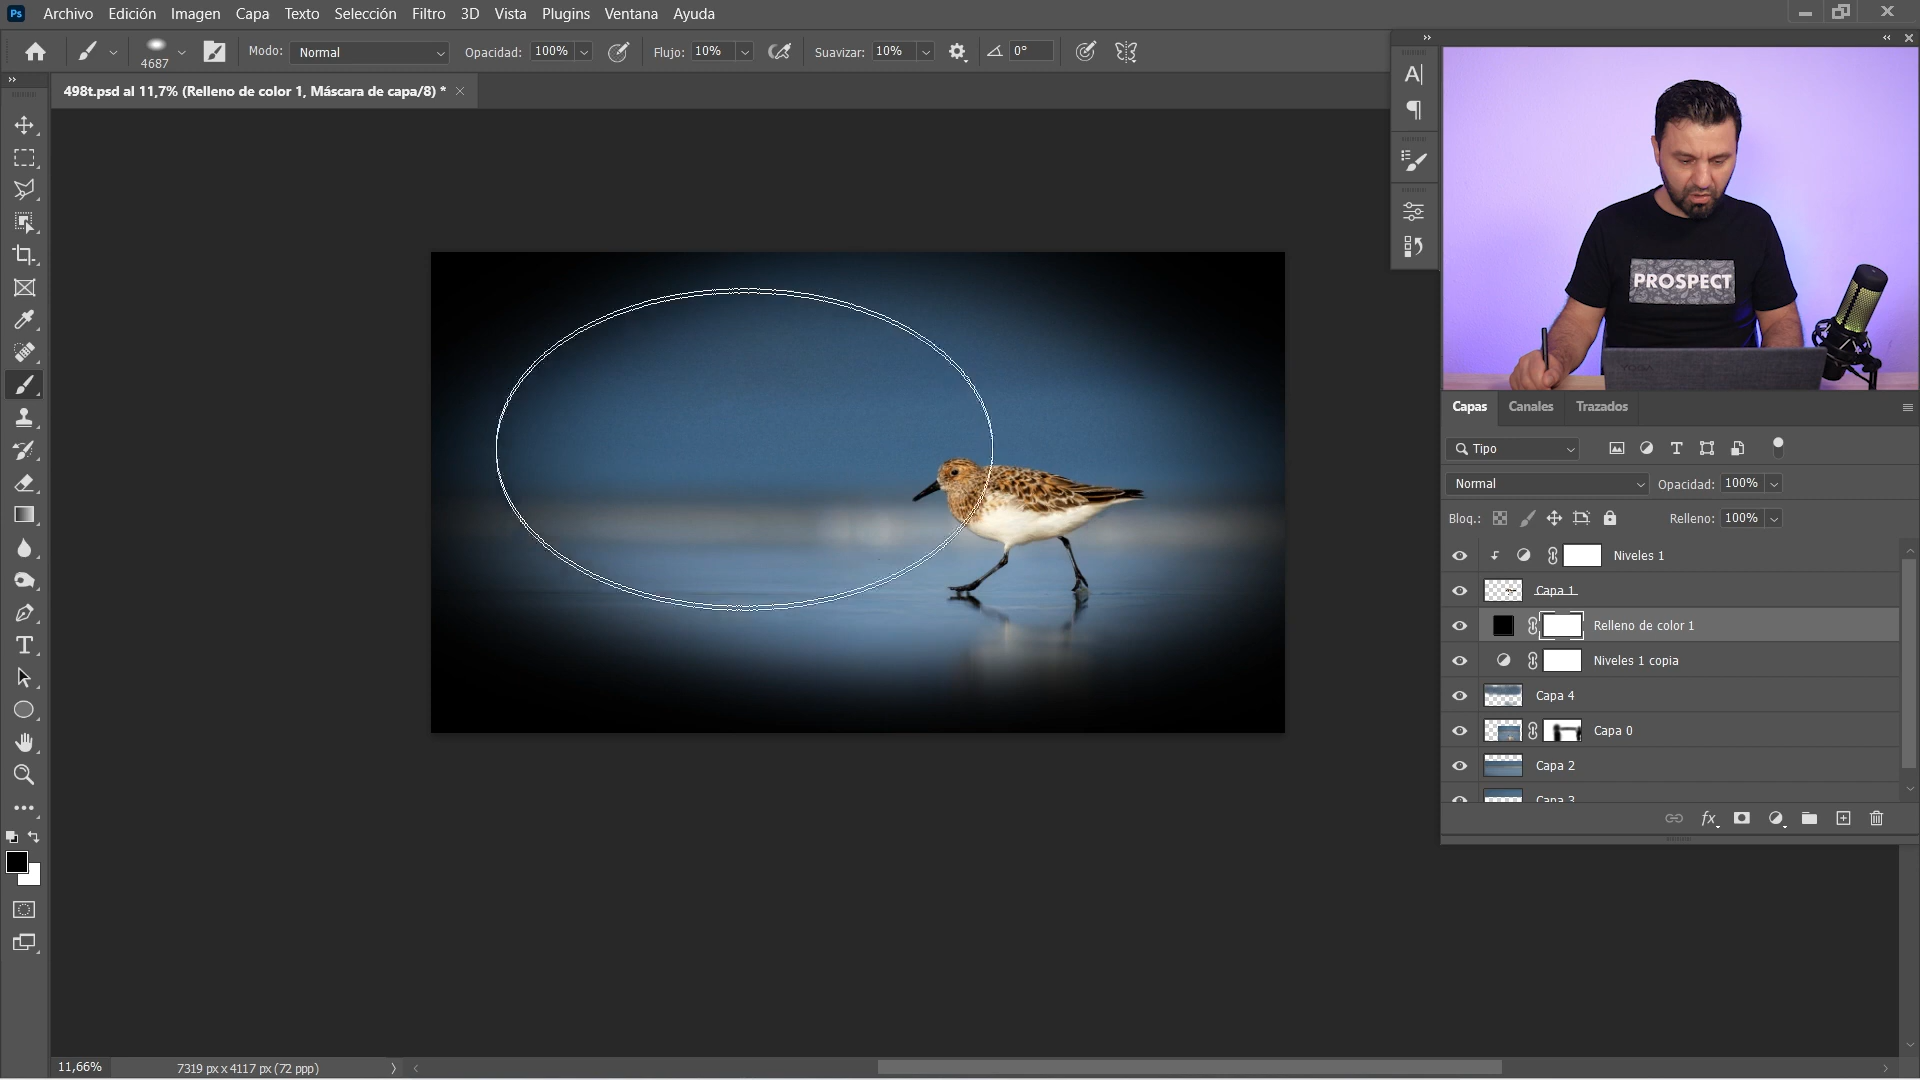 Ps Archivo Edición Imagen Capa Texto Selección Filtro 3D Vista Plugins Ventana Ayuda
4687 Modo: Normal Opacidad: 100% Flujo: 10% Suavizar: 10% 0°
498t.psd al 11,7% (Relleno de color 1, Máscara de capa/8) *
PROSPECT
YOGA
Capas Canales Trazados
Tipo
Normal Opacidad: 100%
Bloq.: Relleno: 100%
Niveles 1
Capa 1
Relleno de color 1
Niveles 1 copia
Capa 4
Capa 0
Capa 2
Capa 3
fx
11,66% 7319 px x 4117 px (72 ppp)